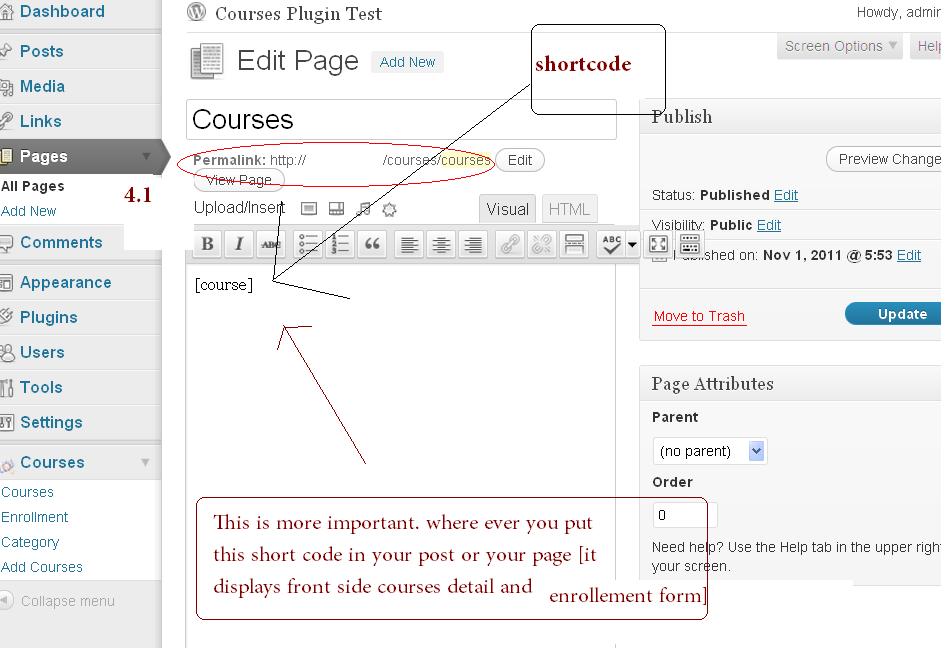 Dashboard
Posts
Media
Links
Pages
All Pages
Add New
4.1
Comments
Appearance
Plugins
Users
Tools
Settings
Courses
Courses
Enrollment
Category
Add Courses
Collapse menu
Courses Plugin Test
Howdy, admin
Screen Options
Help
Edit Page Add New
shortcode
Courses
Permalink: http:// /courses/courses Edit
View Page
Upload/Insert
Visual HTML
B I ABC ABC
[course]
This is more important. where ever you put
this short code in your post or your page [it
displays front side courses detail and enrollement form]
Publish
Preview Change
Status: Published Edit
Visibility: Public Edit
Published on: Nov 1, 2011 @ 5:53 Edit
Move to Trash Update
Page Attributes
Parent
(no parent)
Order
0
Need help? Use the Help tab in the upper right
your screen.